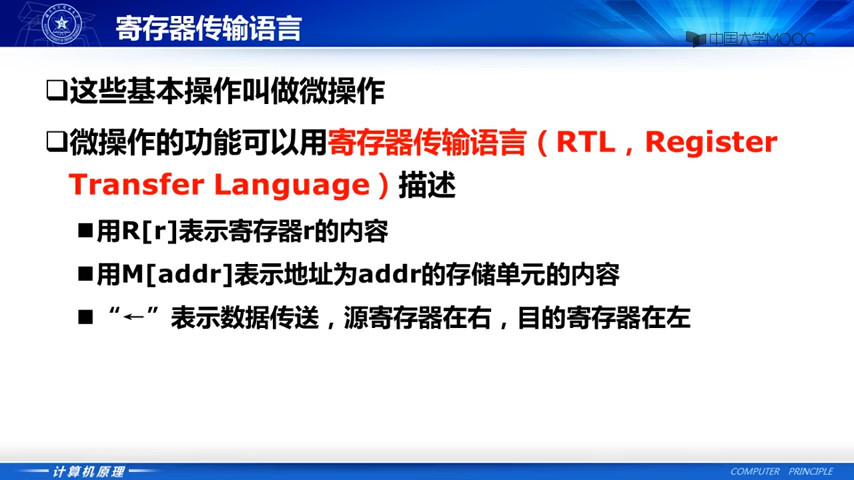 寄存器传输语言
中国大学MOOC
❑这些基本操作叫做微操作
❑微操作的功能可以用寄存器传输语言（RTL，Register
Transfer Language）描述
■用R[r]表示寄存器r的内容
■用M[addr]表示地址为addr的存储单元的内容
■“←”表示数据传送，源寄存器在右，目的寄存器在左
计算机原理
COMPUTER PRINCIPLE